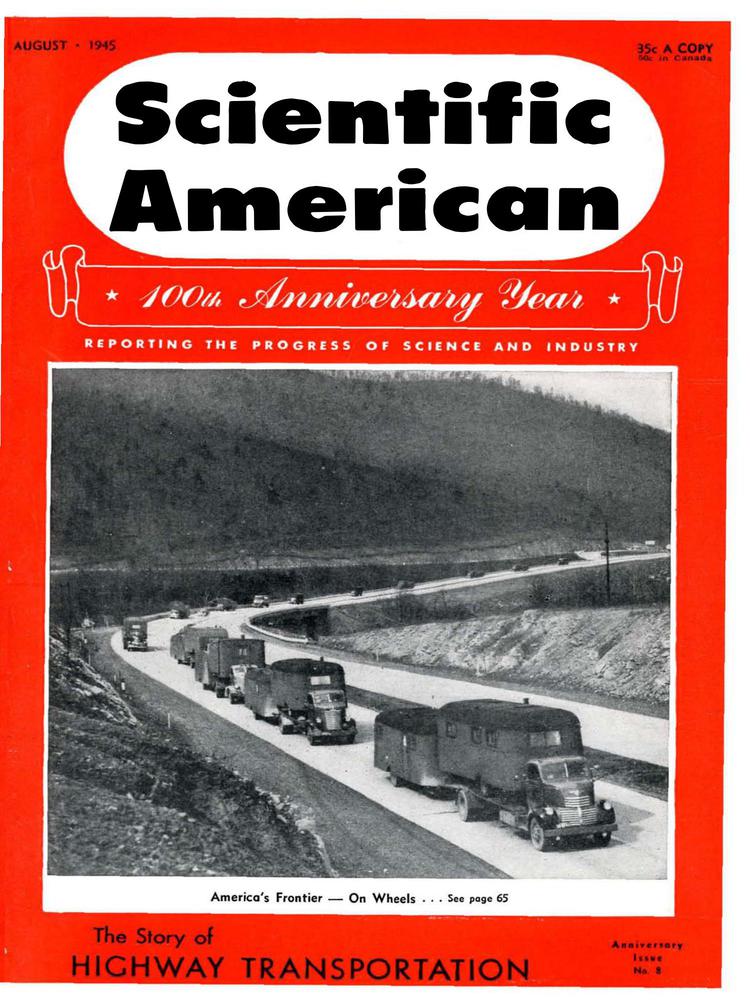 AUGUST · 1945
35c A COPY
50c in Canada
Scientific
American
★ 100th Anniversary Year ★
REPORTING THE PROGRESS OF SCIENCE AND INDUSTRY
America's Frontier — On Wheels . . . See page 65
The Story of
HIGHWAY TRANSPORTATION
Anniversary
Issue
No. 8